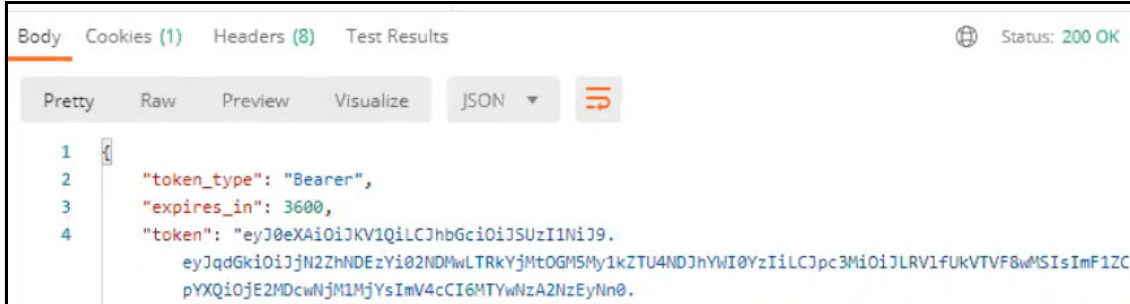 Body Cookies (1) Headers (8) Test Results Status: 200 OK
Pretty Raw Preview Visualize JSON
1 {
2 "token_type": "Bearer",
3 "expires_in": 3600,
4 "token": "eyJ0eXAiOiJKV1QiLCJhbGciOiJSUzI1NiJ9.
eyJqdGkiOiJjN2ZhNDEzYi02NDMwLTRkYjMtOGM5My1kZTU4NDJhYWI0YzIiLCJpc3MiOiJLRVlfUkVTVF8wMSIsImF1ZC
pYXQiOjE2MDcwNjM1MjYsImV4cCI6MTYwNzA2NzEyNn0.